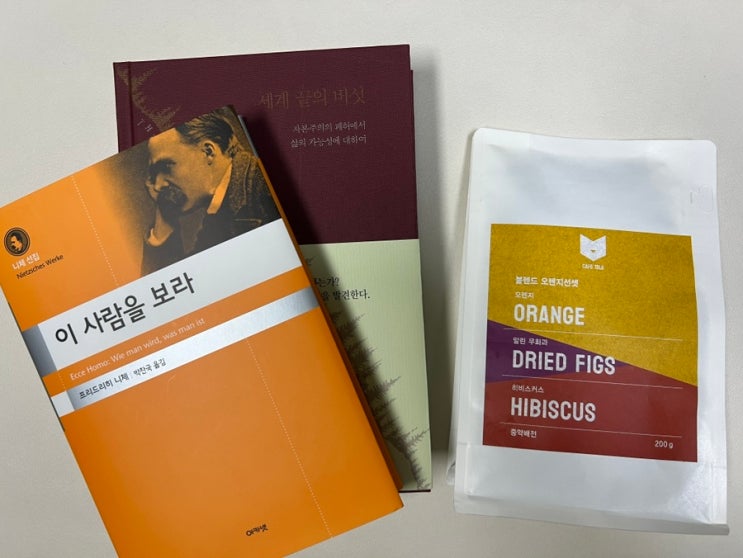 니체 선집
Nietzsches Werke
이 사람을 보라
Ecce Homo: Wie man wird, was man ist
프리드리히 니체 : 박찬국 옮김
아카넷
TH
세계 끝의 버섯
자본주의의 폐허에서
삶의 가능성에 대하여
는가?
을 발견한다.
CAFE TOLA
블렌드 오렌지선셋
오렌지
ORANGE
말린 무화과
DRIED FIGS
히비스커스
HIBISCUS
중약배전
200 g